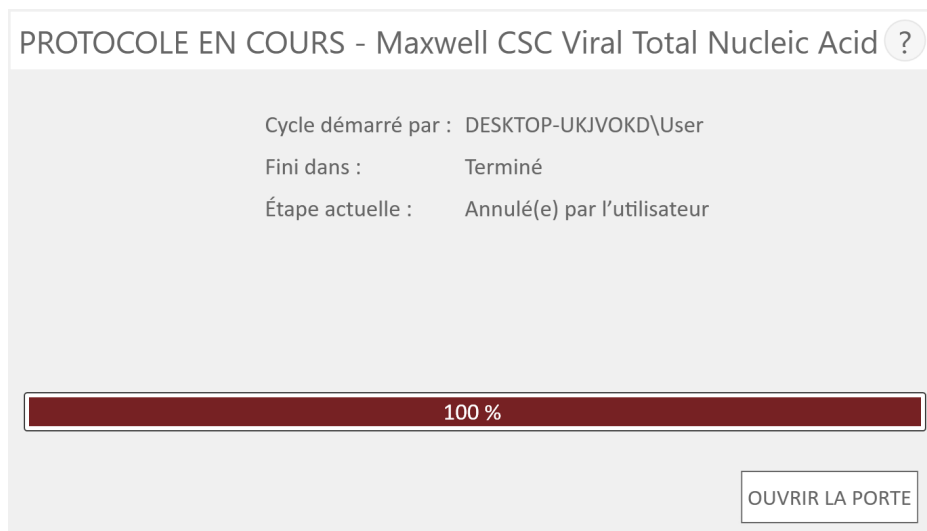 PROTOCOLE EN COURS - Maxwell CSC Viral Total Nucleic Acid ?
Cycle démarré par : DESKTOP-UKJVOKD\User
Fini dans : Terminé
Étape actuelle : Annulé(e) par l’utilisateur
100 %
OUVRIR LA PORTE